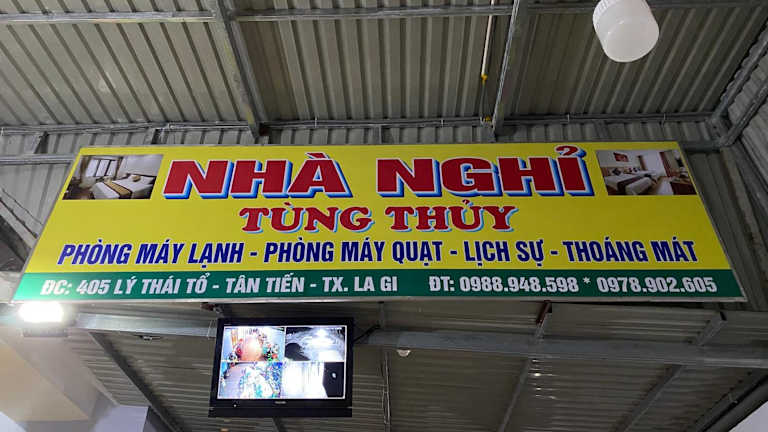 NHÀ NGHỈ
TÙNG THỦY
PHÒNG MÁY LẠNH - PHÒNG MÁY QUẠT - LỊCH SỰ - THOÁNG MÁT
ĐC: 405 LÝ THÁI TỔ - TÂN TIẾN - TX. LA GI ĐT: 0988.948.598 * 0978.902.605